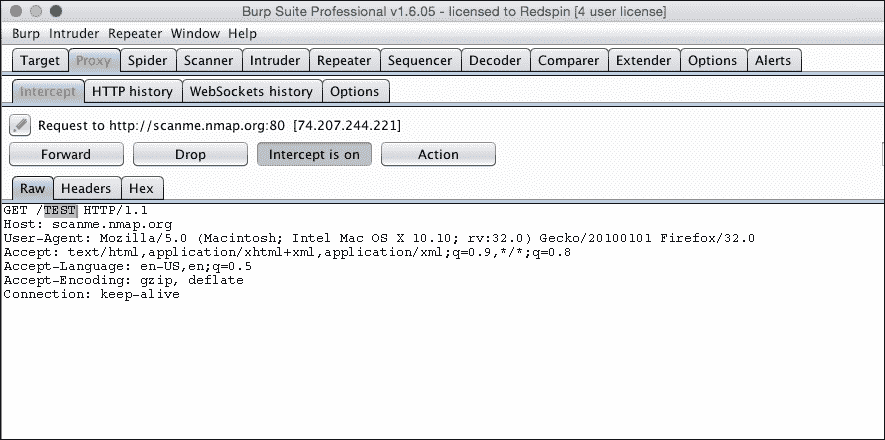 Burp Suite Professional v1.6.05 - licensed to Redspin [4 user license]
Burp Intruder Repeater Window Help
Target Proxy Spider Scanner Intruder Repeater Sequencer Decoder Comparer Extender Options Alerts
Intercept HTTP history WebSockets history Options
Request to http://scanme.nmap.org:80 [74.207.244.221]
Forward Drop Intercept is on Action
Raw Headers Hex
GET /TEST HTTP/1.1
Host: scanme.nmap.org
User-Agent: Mozilla/5.0 (Macintosh; Intel Mac OS X 10.10; rv:32.0) Gecko/20100101 Firefox/32.0
Accept: text/html,application/xhtml+xml,application/xml;q=0.9,*/*;q=0.8
Accept-Language: en-US,en;q=0.5
Accept-Encoding: gzip, deflate
Connection: keep-alive